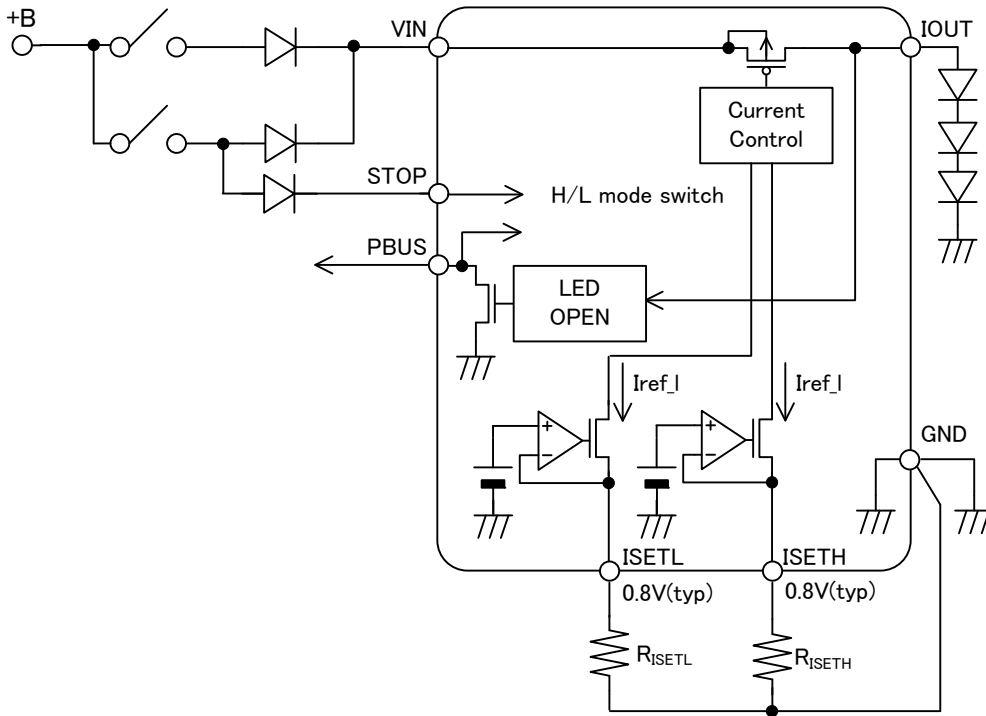 +B
VIN
IOUT
Current
Control
STOP
H/L mode switch
PBUS
LED
OPEN
Iref_l
Iref_l
GND
ISETL
ISETH
0.8V(typ)
0.8V(typ)
RISETL
RISETH